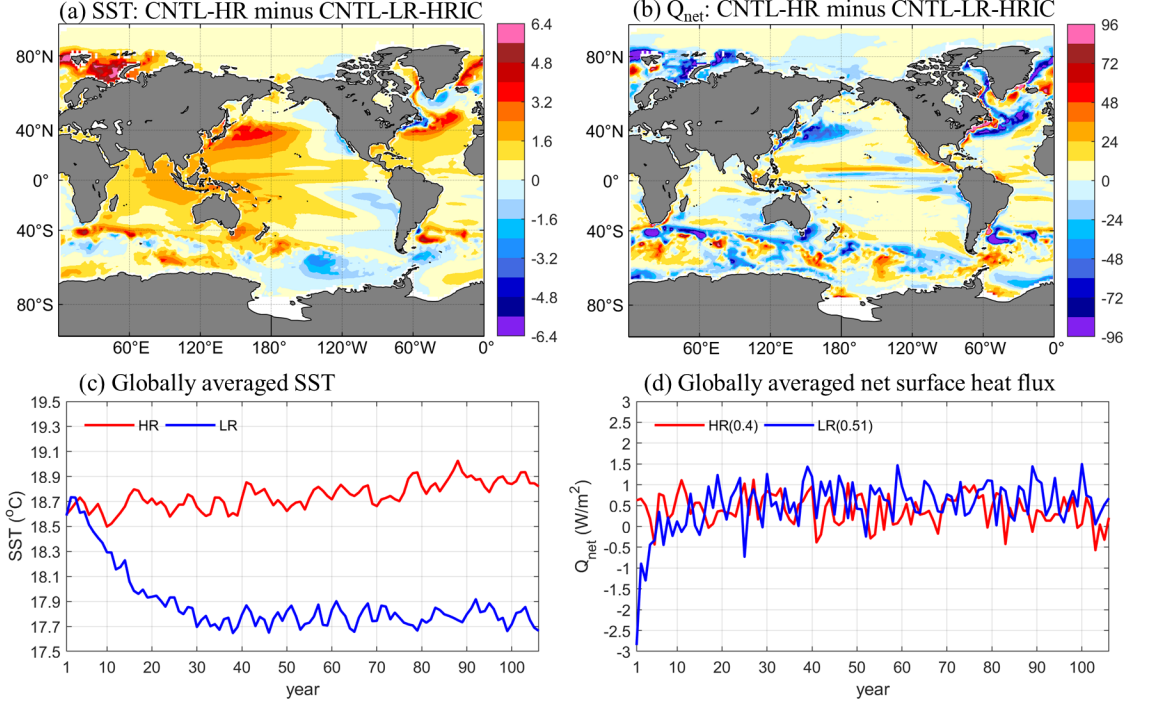 (a) SST: CNTL-HR minus CNTL-LR-HRIC
(b) Qnet: CNTL-HR minus CNTL-LR-HRIC
80°N
40°N
0°
40°S
80°S
60°E 120°E 180° 120°W 60°W 0°
6.4
4.8
3.2
1.6
0
-1.6
-3.2
-4.8
-6.4
80°N
40°N
0°
40°S
80°S
60°E 120°E 180° 120°W 60°W 0°
96
72
48
24
0
-24
-48
-72
-96
(c) Globally averaged SST
19.5
19.3
19.1
18.9
18.7
18.5
18.3
18.1
17.9
17.7
17.5
SST (°C)
HR LR
1 10 20 30 40 50 60 70 80 90 100
year
(d) Globally averaged net surface heat flux
3
2.5
2
1.5
1
0.5
0
-0.5
-1
-1.5
-2
-2.5
-3
Qnet (W/m²)
HR(0.4) LR(0.51)
1 10 20 30 40 50 60 70 80 90 100
year